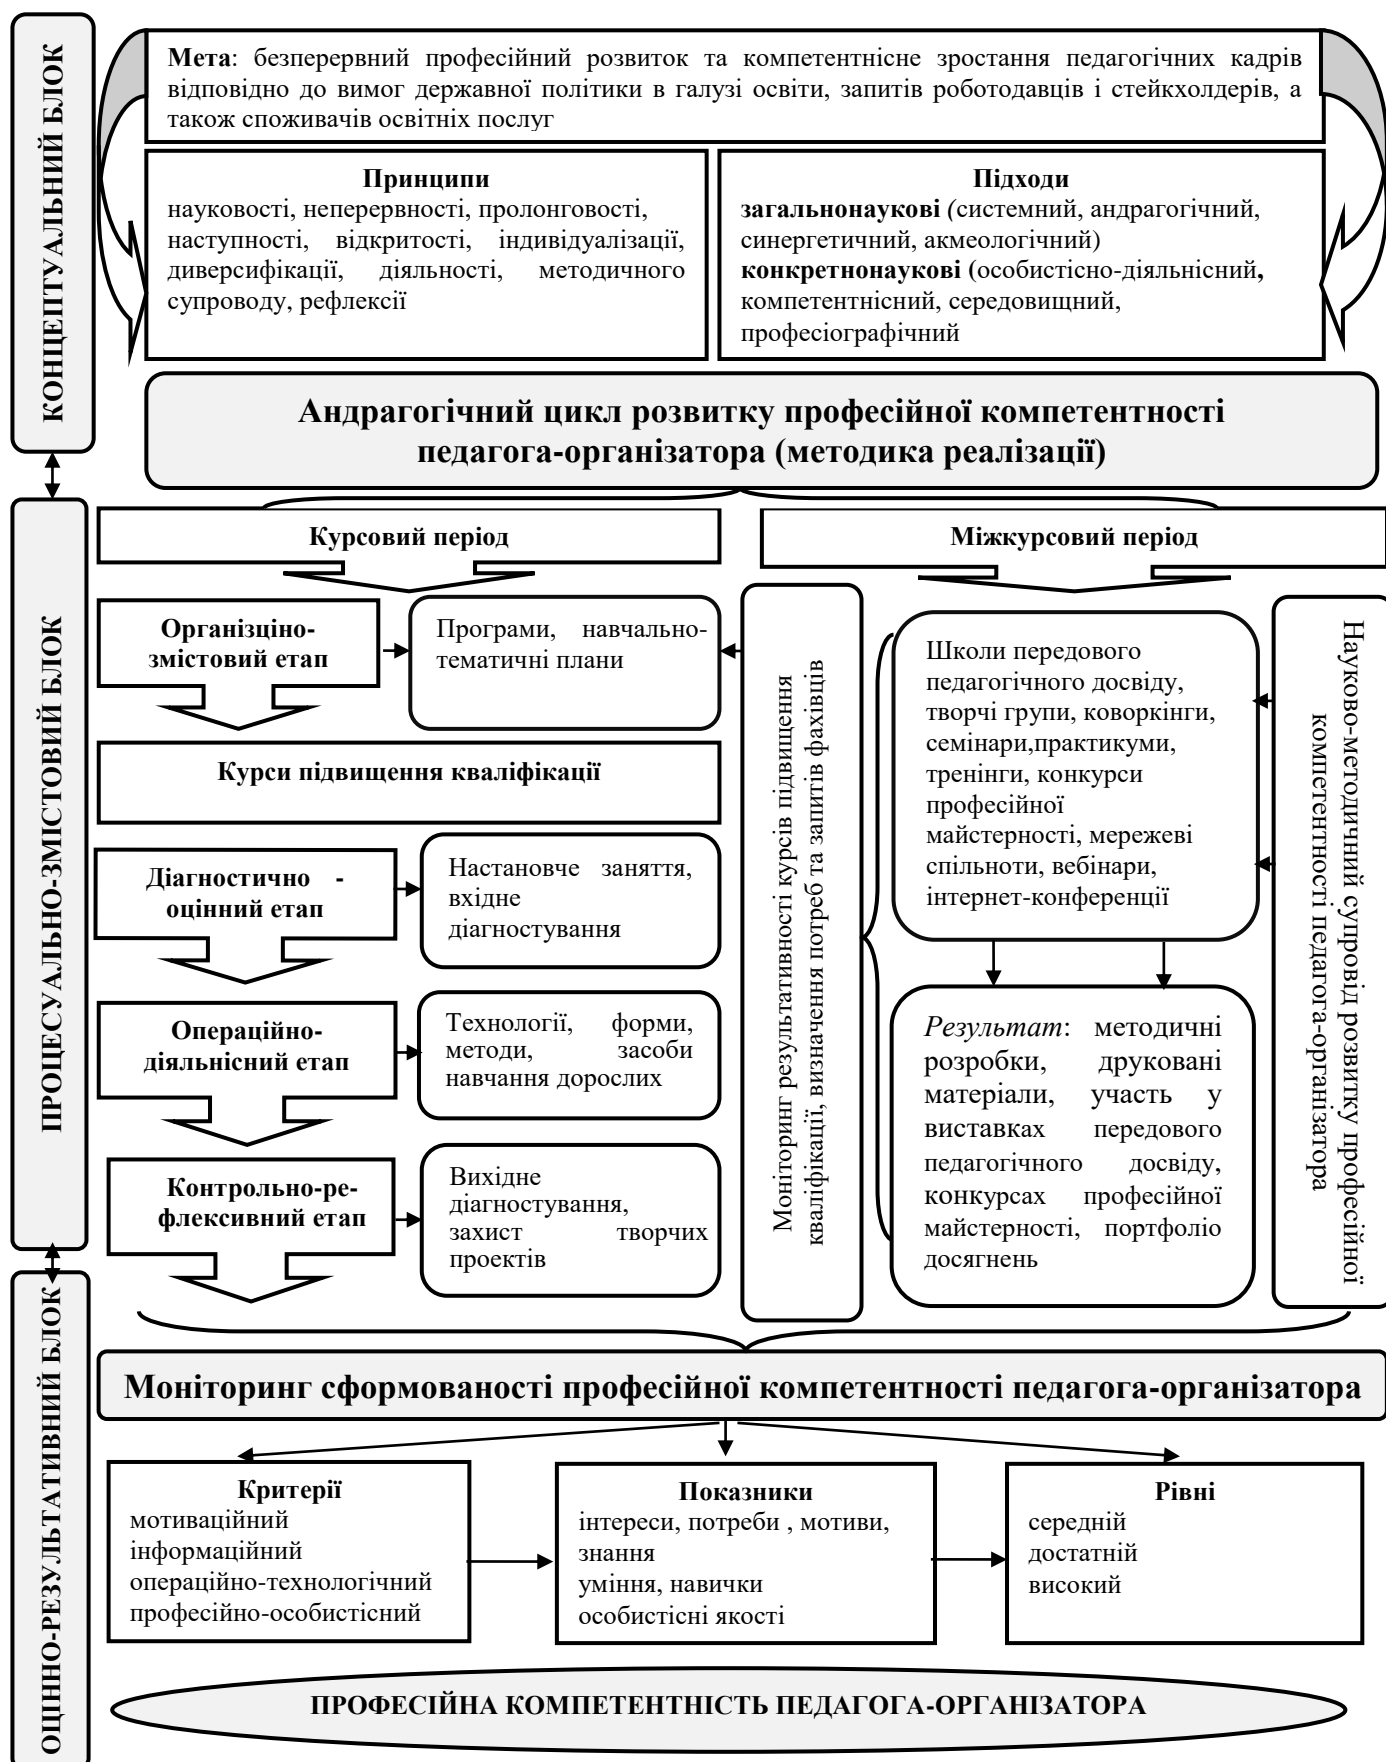 КОНЦЕПТУАЛЬНИЙ БЛОК
Мета: безперервний професійний розвиток та компетентнісне зростання педагогічних кадрів
відповідно до вимог державної політики в галузі освіти, запитів роботодавців і стейкхолдерів, а
також споживачів освітніх послуг
Принципи
науковості, неперервності, пролонговості,
наступності, відкритості, індивідуалізації,
диверсифікації, діяльності, методичного
супроводу, рефлексії
Підходи
загальнонаукові (системний, андрагогічний,
синергетичний, акмеологічний)
конкретнонаукові (особистісно-діяльнісний,
компетентнісний, середовищний,
професіографічний
Андрагогічний цикл розвитку професійної компетентності
педагога-організатора (методика реалізації)
ПРОЦЕСУАЛЬНО-ЗМІСТОВИЙ БЛОК
Курсовий період
Організціно-
змістовий етап
Програми, навчально-
тематичні плани
Курси підвищення кваліфікації
Діагностично -
оцінний етап
Настановче заняття,
вхідне
діагностування
Операційно-
діяльнісний етап
Технології, форми,
методи, засоби
навчання дорослих
Контрольно-ре-
флексивний етап
Вихідне
діагностування,
захист творчих
проектів
Моніторинг результативності курсів підвищення
кваліфікації, визначення потреб та запитів фахівців
Міжкурсовий період
Школи передового
педагогічного досвіду,
творчі групи, коворкінги,
семінари,практикуми,
тренінги, конкурси
професійної
майстерності, мережеві
спільноти, вебінари,
інтернет-конференції
Результат: методичні
розробки, друковані
матеріали, участь у
виставках передового
педагогічного досвіду,
конкурсах професійної
майстерності, портфоліо
досягнень
Науково-методичний супровід розвитку професійної
компетентності педагога-організатора
ОЦІННО-РЕЗУЛЬТАТИВНИЙ БЛОК
Моніторинг сформованості професійної компетентності педагога-організатора
Критерії
мотиваційний
інформаційний
операційно-технологічний
професійно-особистісний
Показники
інтереси, потреби , мотиви,
знання
уміння, навички
особистісні якості
Рівні
середній
достатній
високий
ПРОФЕСІЙНА КОМПЕТЕНТНІСТЬ ПЕДАГОГА-ОРГАНІЗАТОРА